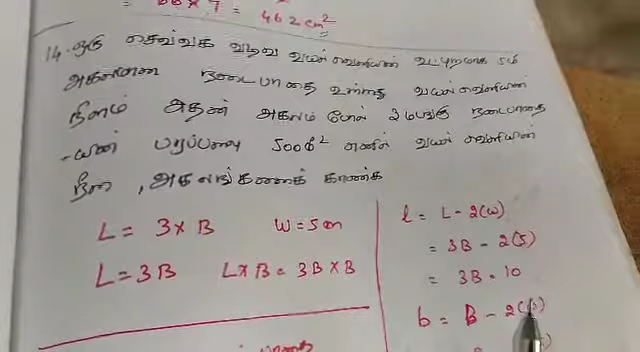 = 66 × 7 = 462 cm²
14. ஒரு செவ்வக வடிவ வயல்வெளியின் உட்புறமாக 5மீ
அகலமுள்ள நடைபாதை உள்ளது வயல்வெளியின்
நீளம் அதன் அகலம் போல் 3 மடங்கு நடைபாதை
-யின் பரப்பளவு 500மீ² எனில் வயல் வெளியின்
நீள, அகலங்களைக் காண்க
L = 3 × B W = 5m
L = 3B L × B = 3B × B
l = L - 2(w)
= 3B - 2(5)
= 3B - 10
b = B - 2